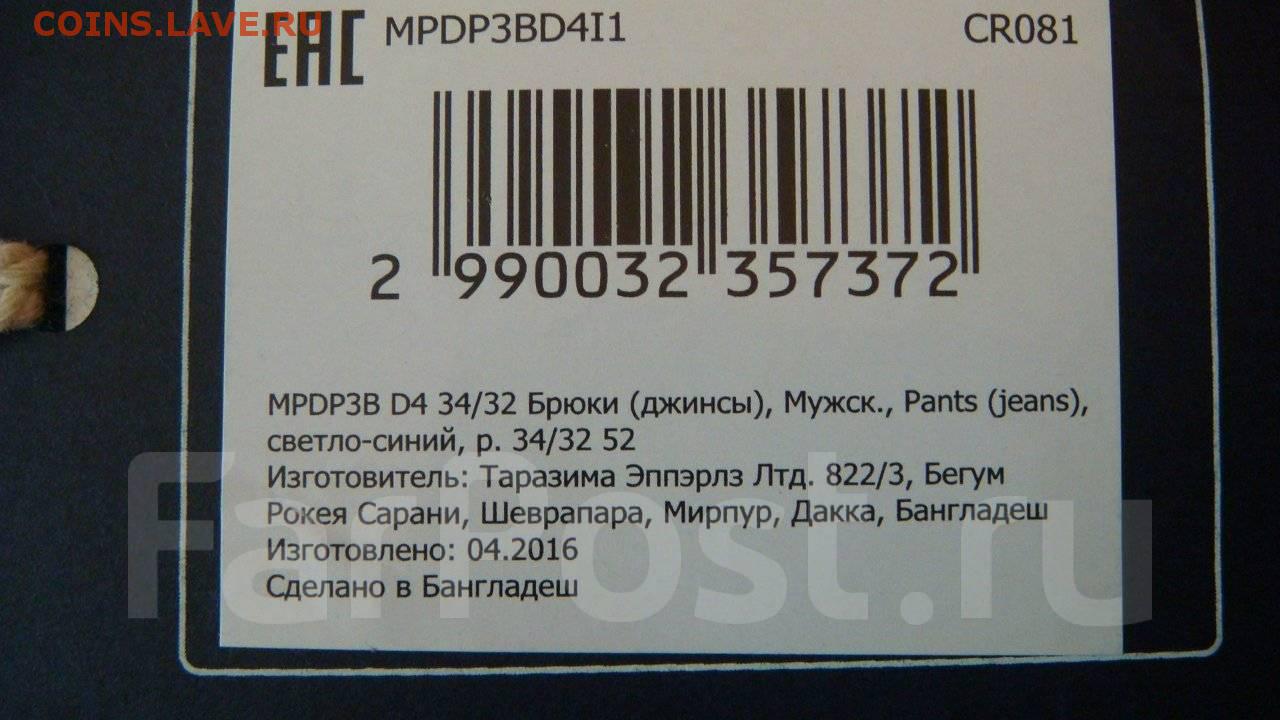 COINS.LAVE.RU
EAC MPDP3BD4I1 CR081
2 990032 357372
MPDP3B D4 34/32 Брюки (джинсы), Мужск., Pants (jeans),
светло-синий, р. 34/32 52
Изготовитель: Таразима Эппэрлз Лтд. 822/3, Бегум
Рокея Сарани, Шеврапара, Мирпур, Дакка, Бангладеш
Изготовлено: 04.2016
Сделано в Бангладеш
FarPost.ru